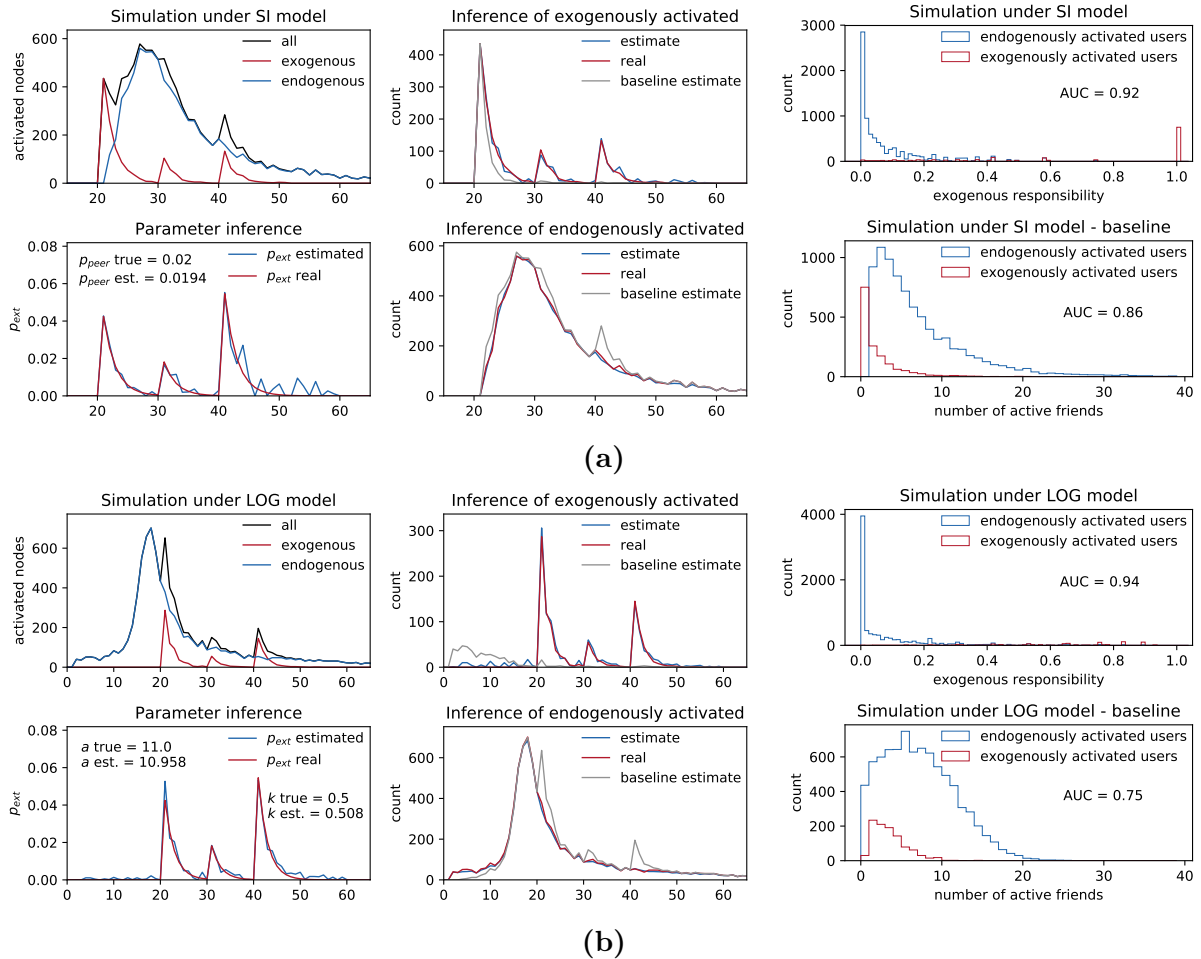 Simulation under SI model
activated nodes
600
400
200
0
20
30
40
50
60
all
exogenous
endogenous
Inference of exogenously activated
count
400
300
200
100
0
20
30
40
50
60
estimate
real
baseline estimate
Simulation under SI model
count
3000
2000
1000
0
0.0
0.2
0.4
0.6
0.8
1.0
exogenous responsibility
endogenously activated users
exogenously activated users
AUC = 0.92
Parameter inference
p_ext
0.08
0.06
0.04
0.02
0.00
20
30
40
50
60
p_peer true = 0.02
p_peer est. = 0.0194
p_ext estimated
p_ext real
Inference of endogenously activated
count
600
400
200
0
20
30
40
50
60
estimate
real
baseline estimate
Simulation under SI model - baseline
count
1000
500
0
0
10
20
30
40
number of active friends
endogenously activated users
exogenously activated users
AUC = 0.86
(a)
Simulation under LOG model
activated nodes
600
400
200
0
0
10
20
30
40
50
60
all
exogenous
endogenous
Inference of exogenously activated
count
300
200
100
0
0
10
20
30
40
50
60
estimate
real
baseline estimate
Simulation under LOG model
count
4000
2000
0
0.0
0.2
0.4
0.6
0.8
1.0
exogenous responsibility
endogenously activated users
exogenously activated users
AUC = 0.94
Parameter inference
p_ext
0.08
0.06
0.04
0.02
0.00
0
10
20
30
40
50
60
a true = 11.0
a est. = 10.958
p_ext estimated
p_ext real
k true = 0.5
k est. = 0.508
Inference of endogenously activated
count
600
400
200
0
0
10
20
30
40
50
60
estimate
real
baseline estimate
Simulation under LOG model - baseline
count
600
400
200
0
0
10
20
30
40
number of active friends
endogenously activated users
exogenously activated users
AUC = 0.75
(b)